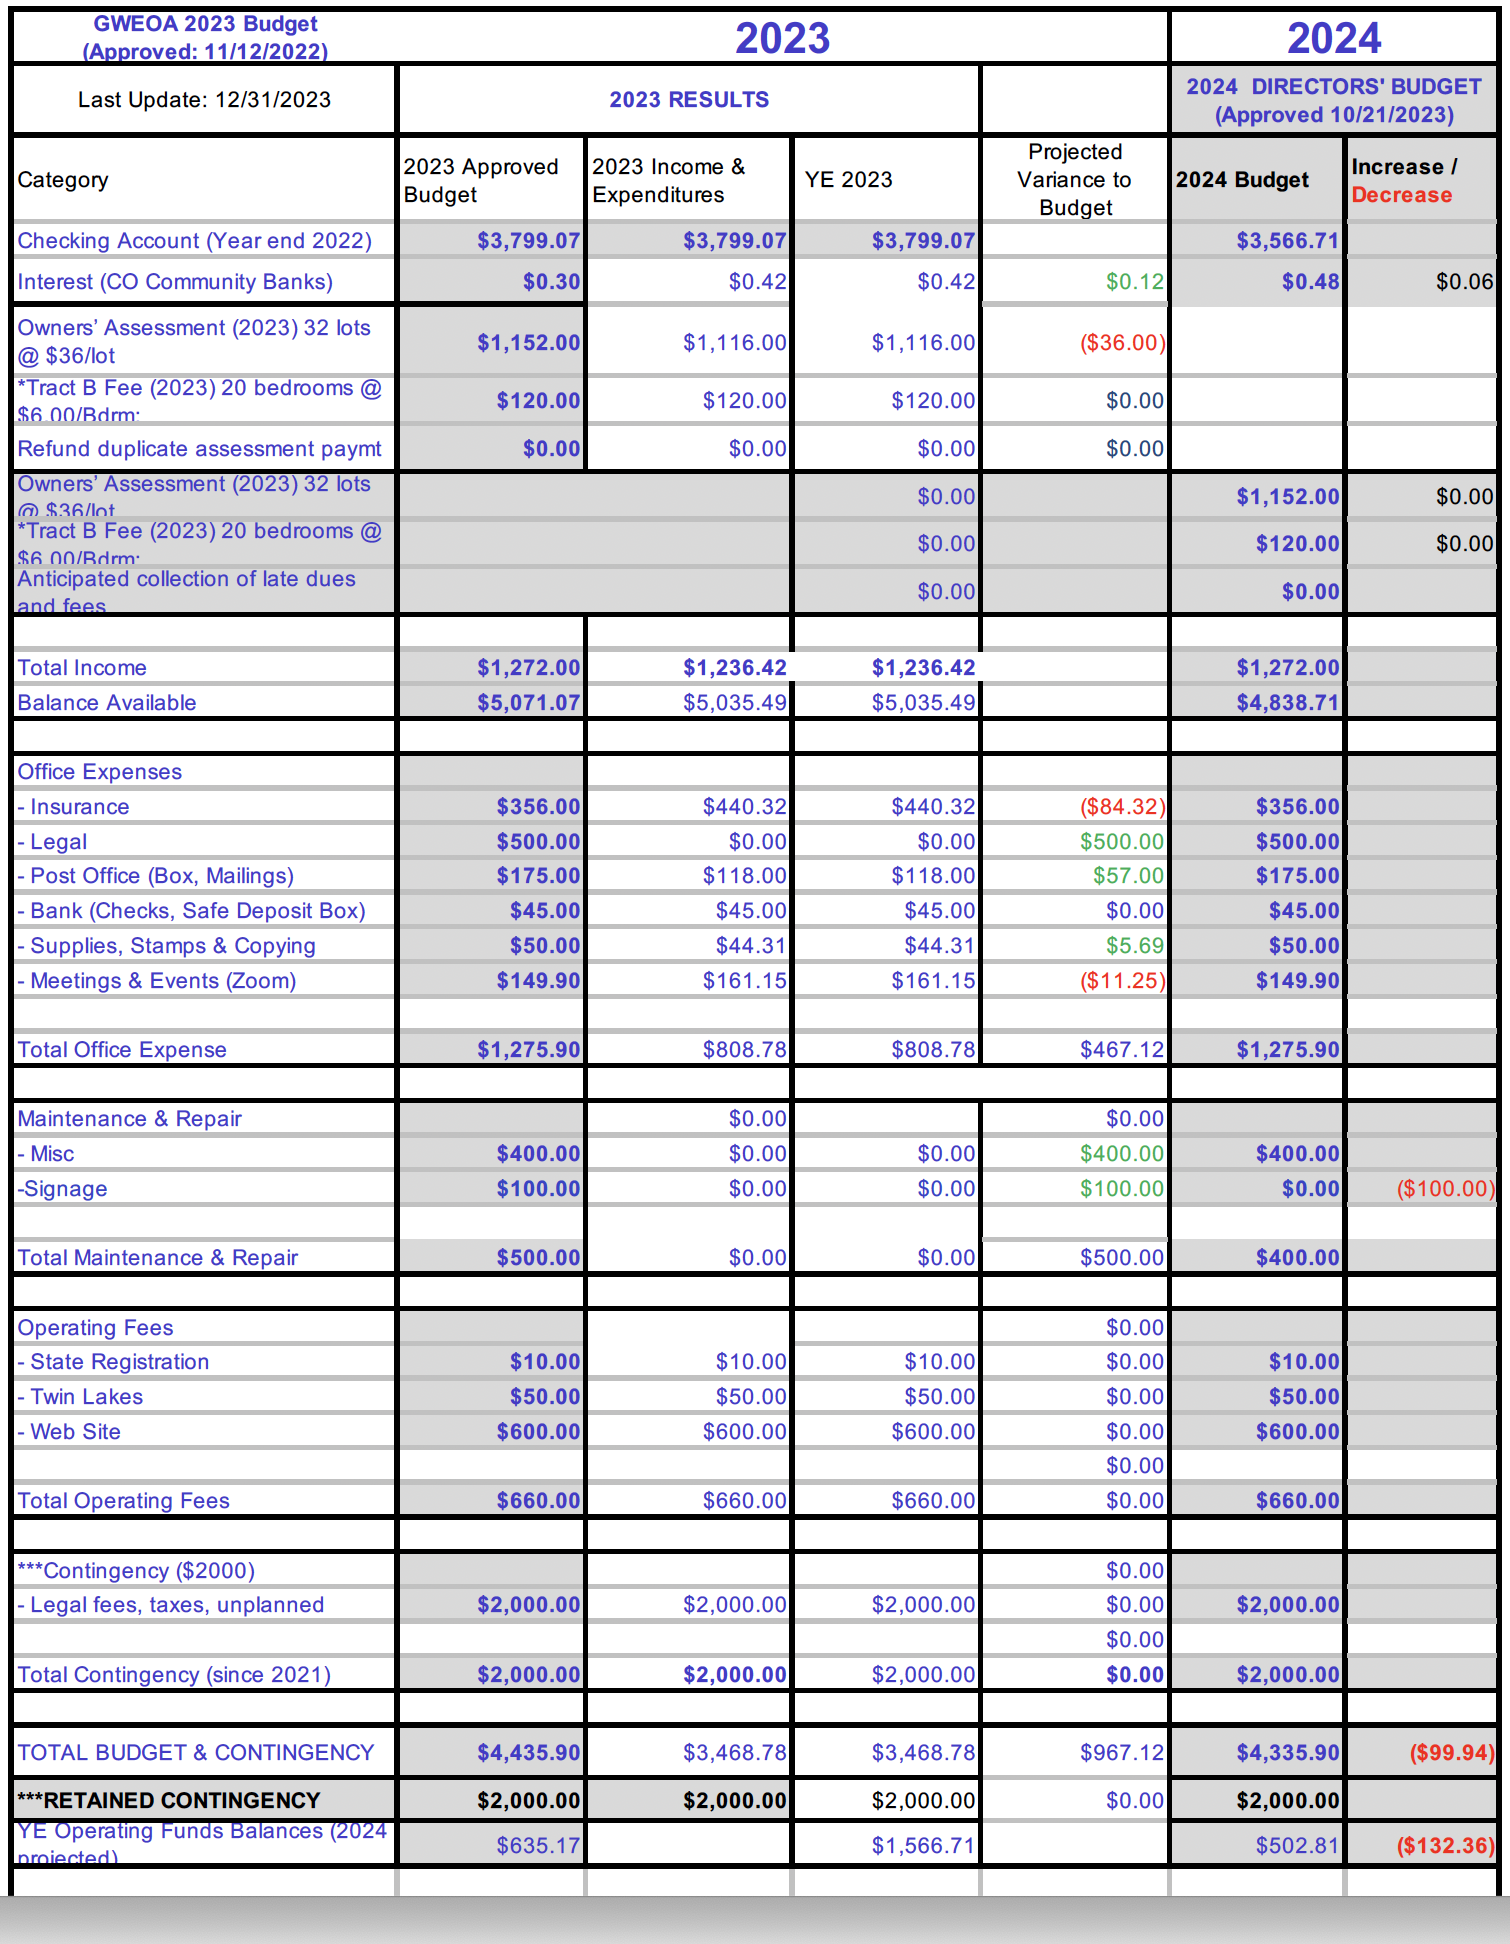 GWEOA 2023 Budget
(Approved: 11/12/2022)
2023
2024
Last Update: 12/31/2023
2023 RESULTS
2024 DIRECTORS' BUDGET
(Approved 10/21/2023)
Category
2023 Approved
Budget
2023 Income &
Expenditures
YE 2023
Projected
Variance to
Budget
2024 Budget
Increase /
Decrease
Checking Account (Year end 2022) $3,799.07 $3,799.07 $3,799.07 $3,566.71
Interest (CO Community Banks) $0.30 $0.42 $0.42 $0.12 $0.48 $0.06
Owners’ Assessment (2023) 32 lots
@ $36/lot
$1,152.00 $1,116.00 $1,116.00 ($36.00)
*Tract B Fee (2023) 20 bedrooms @
$6.00/Bdrm:
$120.00 $120.00 $120.00 $0.00
Refund duplicate assessment paymt $0.00 $0.00 $0.00 $0.00
Owners’ Assessment (2023) 32 lots
@ $36/lot
$0.00 $1,152.00 $0.00
*Tract B Fee (2023) 20 bedrooms @
$6.00/Bdrm:
$0.00 $120.00 $0.00
Anticipated collection of late dues
and fees
$0.00 $0.00
Total Income $1,272.00 $1,236.42 $1,236.42 $1,272.00
Balance Available $5,071.07 $5,035.49 $5,035.49 $4,838.71
Office Expenses
- Insurance $356.00 $440.32 $440.32 ($84.32) $356.00
- Legal $500.00 $0.00 $0.00 $500.00 $500.00
- Post Office (Box, Mailings) $175.00 $118.00 $118.00 $57.00 $175.00
- Bank (Checks, Safe Deposit Box) $45.00 $45.00 $45.00 $0.00 $45.00
- Supplies, Stamps & Copying $50.00 $44.31 $44.31 $5.69 $50.00
- Meetings & Events (Zoom) $149.90 $161.15 $161.15 ($11.25) $149.90
Total Office Expense $1,275.90 $808.78 $808.78 $467.12 $1,275.90
Maintenance & Repair $0.00 $0.00
- Misc $400.00 $0.00 $0.00 $400.00 $400.00
-Signage $100.00 $0.00 $0.00 $100.00 $0.00 ($100.00)
Total Maintenance & Repair $500.00 $0.00 $0.00 $500.00 $400.00
Operating Fees $0.00
- State Registration $10.00 $10.00 $10.00 $0.00 $10.00
- Twin Lakes $50.00 $50.00 $50.00 $0.00 $50.00
- Web Site $600.00 $600.00 $600.00 $0.00 $600.00
$0.00
Total Operating Fees $660.00 $660.00 $660.00 $0.00 $660.00
***Contingency ($2000) $0.00
- Legal fees, taxes, unplanned $2,000.00 $2,000.00 $2,000.00 $0.00 $2,000.00
$0.00
Total Contingency (since 2021) $2,000.00 $2,000.00 $2,000.00 $0.00 $2,000.00
TOTAL BUDGET & CONTINGENCY $4,435.90 $3,468.78 $3,468.78 $967.12 $4,335.90 ($99.94)
***RETAINED CONTINGENCY $2,000.00 $2,000.00 $2,000.00 $0.00 $2,000.00
YE Operating Funds Balances (2024
projected)
$635.17 $1,566.71 $502.81 ($132.36)